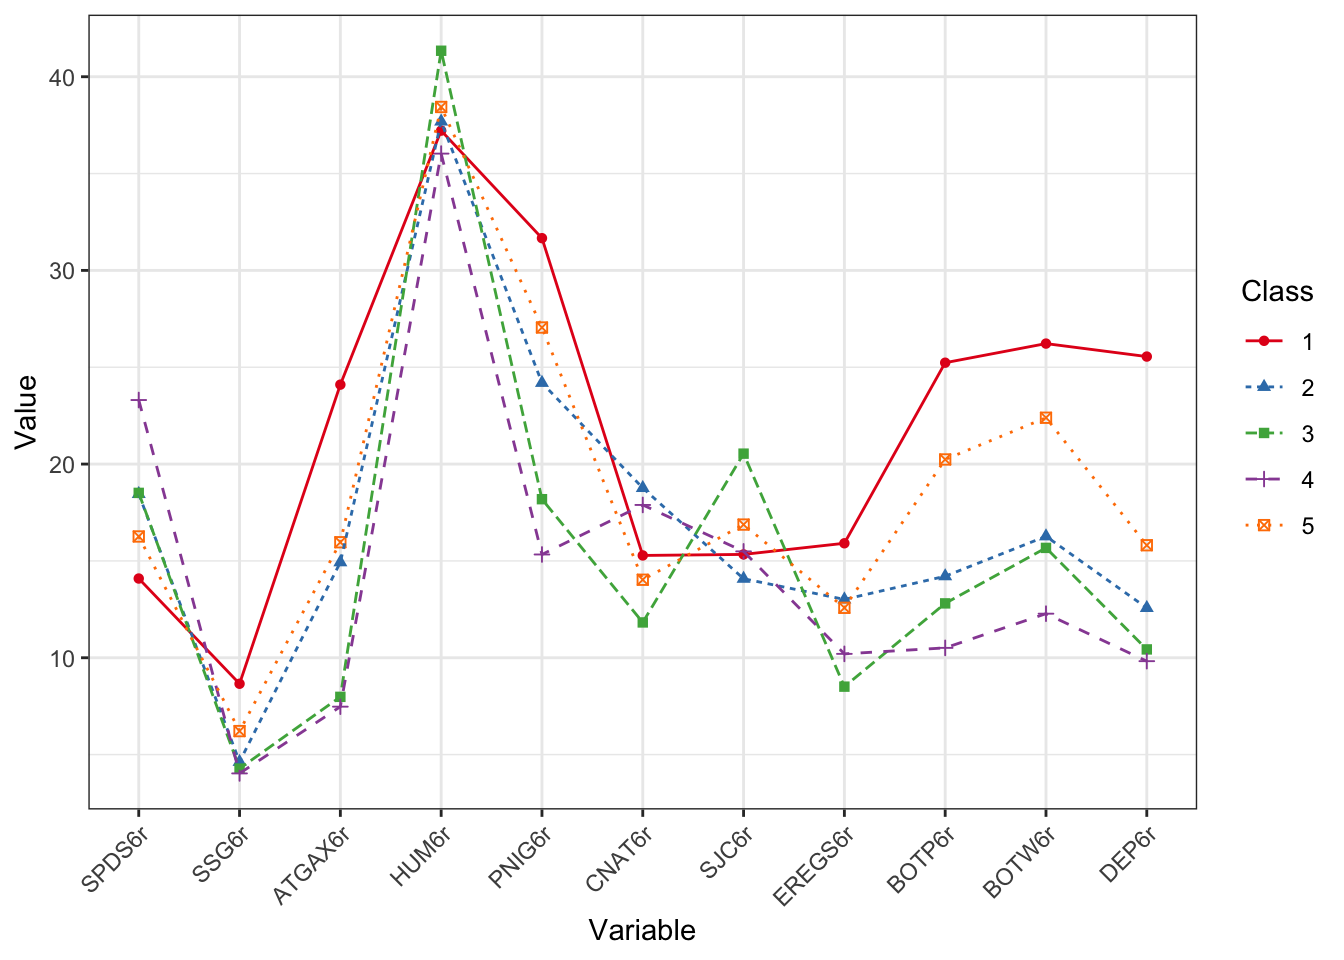 40
30
20
10
Value
SPDS6r
SSG6r
ATGAX6r
HUM6r
PNIG6r
CNAT6r
SJC6r
EREGS6r
BOTP6r
BOTW6r
DEP6r
Variable
Class
1
2
3
4
5